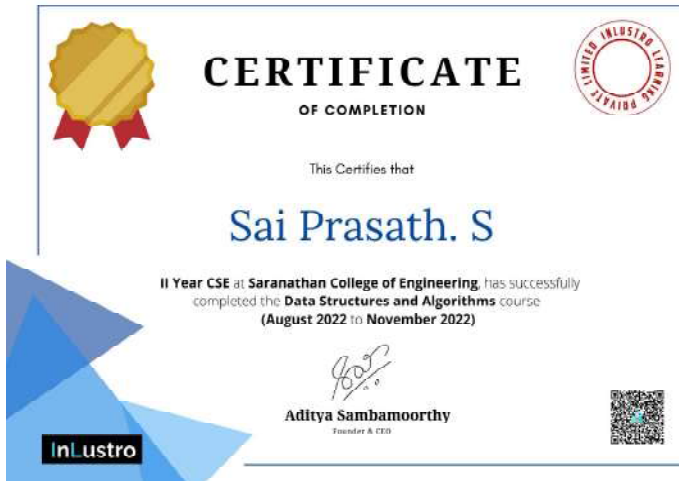 CERTIFICATE
OF COMPLETION
INLUSTRO LEARNING PRIVATE LIMITED
This Certifies that
Sai Prasath. S
II Year CSE at Saranathan College of Engineering, has successfully
completed the Data Structures and Algorithms course
(August 2022 to November 2022)
Aditya Sambamoorthy
Founder & CEO
InLustro